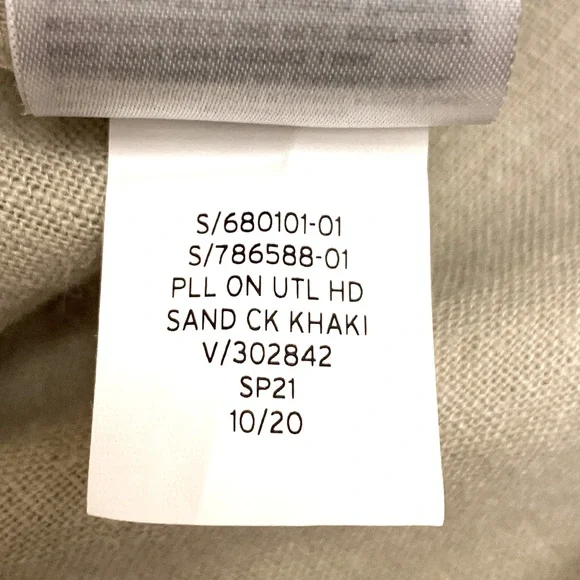 S/680101-01
S/786588-01
PLL ON UTL HD
SAND CK KHAKI
V/302842
SP21
10/20